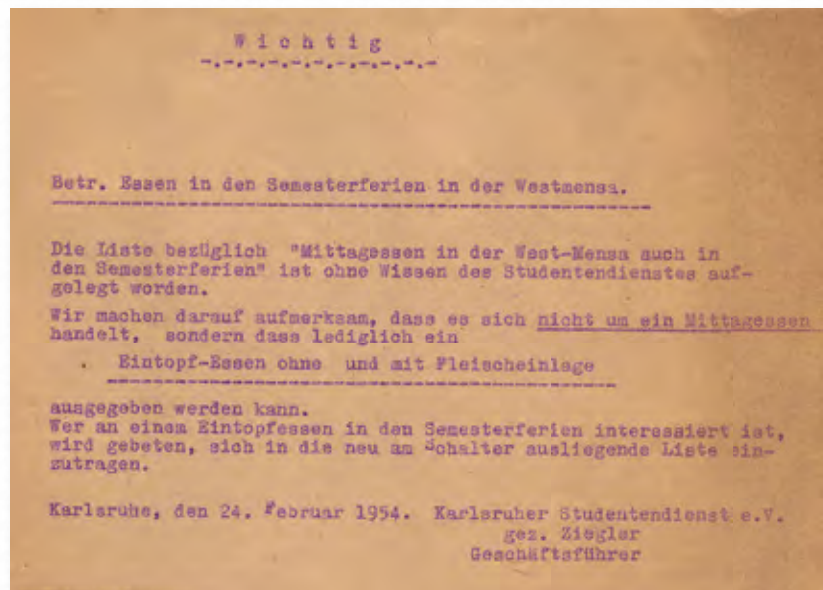 W i c h t i g
-.-.-.-.-.-.-.-.-.-.-
Betr. Essen in den Semesterferien in der Westmensa.
Die Liste bezüglich "Mittagessen in der West-Mensa auch in
den Semesterferien" ist ohne Wissen des Studentendienstes auf-
gelegt worden.
Wir machen darauf aufmerksam, dass es sich nicht um ein Mittagessen
handelt, sondern dass lediglich ein
Eintopf-Essen ohne und mit Fleischeinlage
ausgegeben werden kann.
Wer an einem Eintopfessen in den Semesterferien interessiert ist,
wird gebeten, sich in die neu am Schalter ausliegende Liste ein-
zutragen.
Karlsruhe, den 24. Februar 1954. Karlsruher Studentendienst e.V.
gez. Ziegler
Geschäftsführer